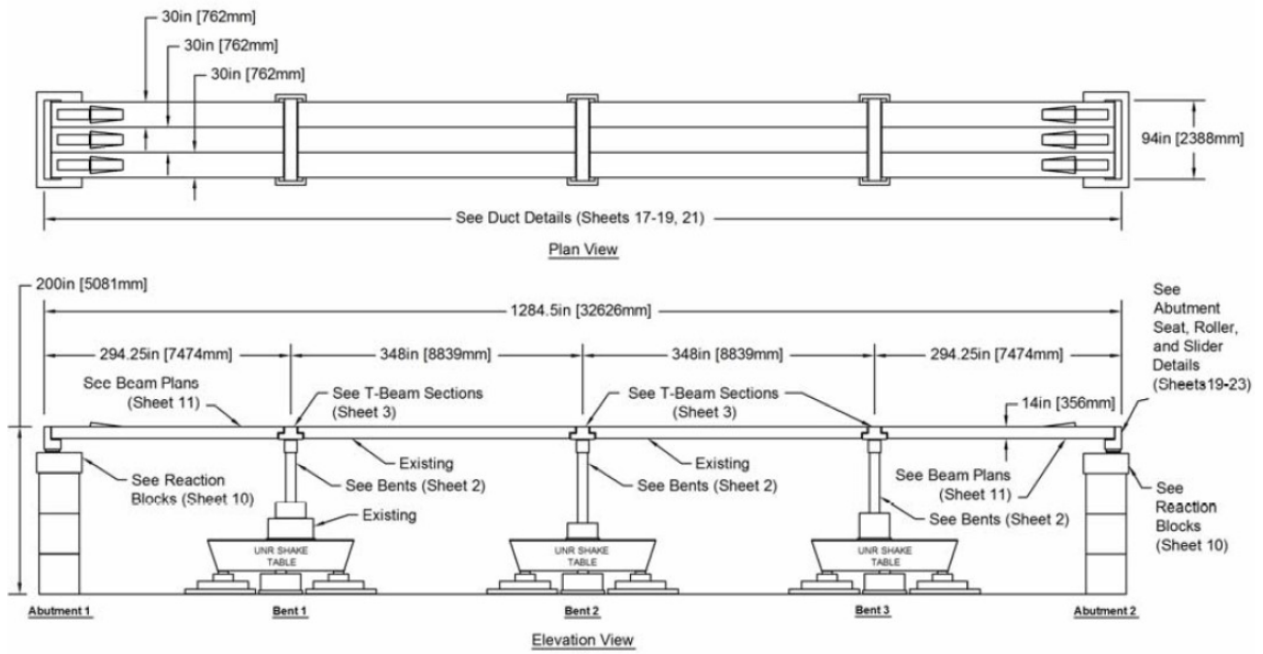 30in [762mm]
30in [762mm]
30in [762mm]
94in [2388mm]
See Duct Details (Sheets 17-19, 21)
Plan View
200in [5081mm]
1284.5in [32626mm]
See
Abutment
Seat, Roller,
and Slider
Details
(Sheets19-23)
294.25in [7474mm]
348in [8839mm]
348in [8839mm]
294.25in [7474mm]
See Beam Plans
(Sheet 11)
See T-Beam Sections
(Sheet 3)
See T-Beam Sections
(Sheet 3)
14in [356mm]
See Reaction
Blocks (Sheet 10)
Existing
See Bents (Sheet 2)
Existing
Existing
See Bents (Sheet 2)
See Beam Plans
(Sheet 11)
See Bents (Sheet 2)
See
Reaction
Blocks
(Sheet 10)
UNR SHAKE
TABLE
UNR SHAKE
TABLE
UNR SHAKE
TABLE
Abutment 1
Bent 1
Bent 2
Bent 3
Abutment 2
Elevation View